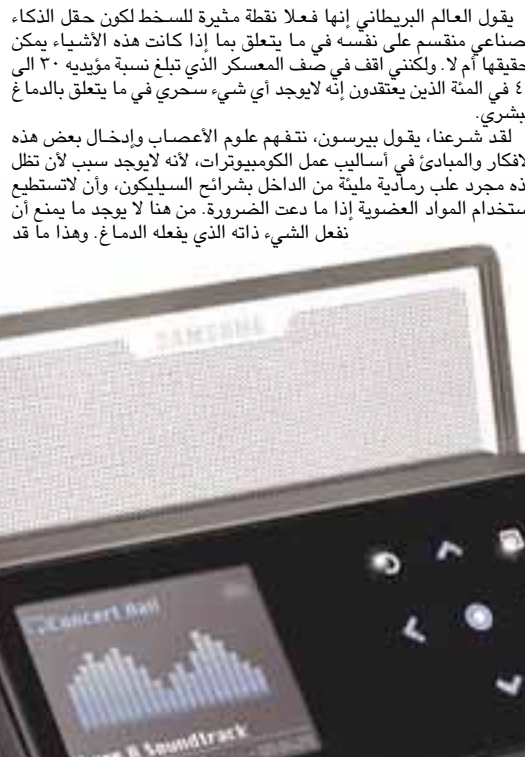 يقول العالم البريطاني إنها فعلا نقطة مثيرة للسخط لكون حقل الذكاء
صناعي منقسم على نفسه في ما يتعلق بما إذا كانت هذه الأشياء يمكن
حقيقها أم لا. ولكنني اقف في صف المعسكر الذي تبلغ نسبة مؤيديه ٣٠ الى
٤ في المئة الذين يعتقدون إنه لايوجد أي شيء سحري في ما يتعلق بالدماغ
بشري.
لقد شرعنا، يقول بيرسون، نتفهم علوم الأعصاب وإدخال بعض هذه
لافكار والمبادئ في أساليب عمل الكومبيوترات، لأنه لايوجد سبب لأن تظل
ذه مجرد علب رمادية مليئة من الداخل بشرائح السيليكون، وأن لاتستطيع
ستخدام المواد العضوية إذا ما دعت الضرورة. من هنا لا يوجد ما يمنع أن
نفعل الشيء ذاته الذي يفعله الدماغ. وهذا ما قد
SAMSUNG
Concert Hall
Soundtrack